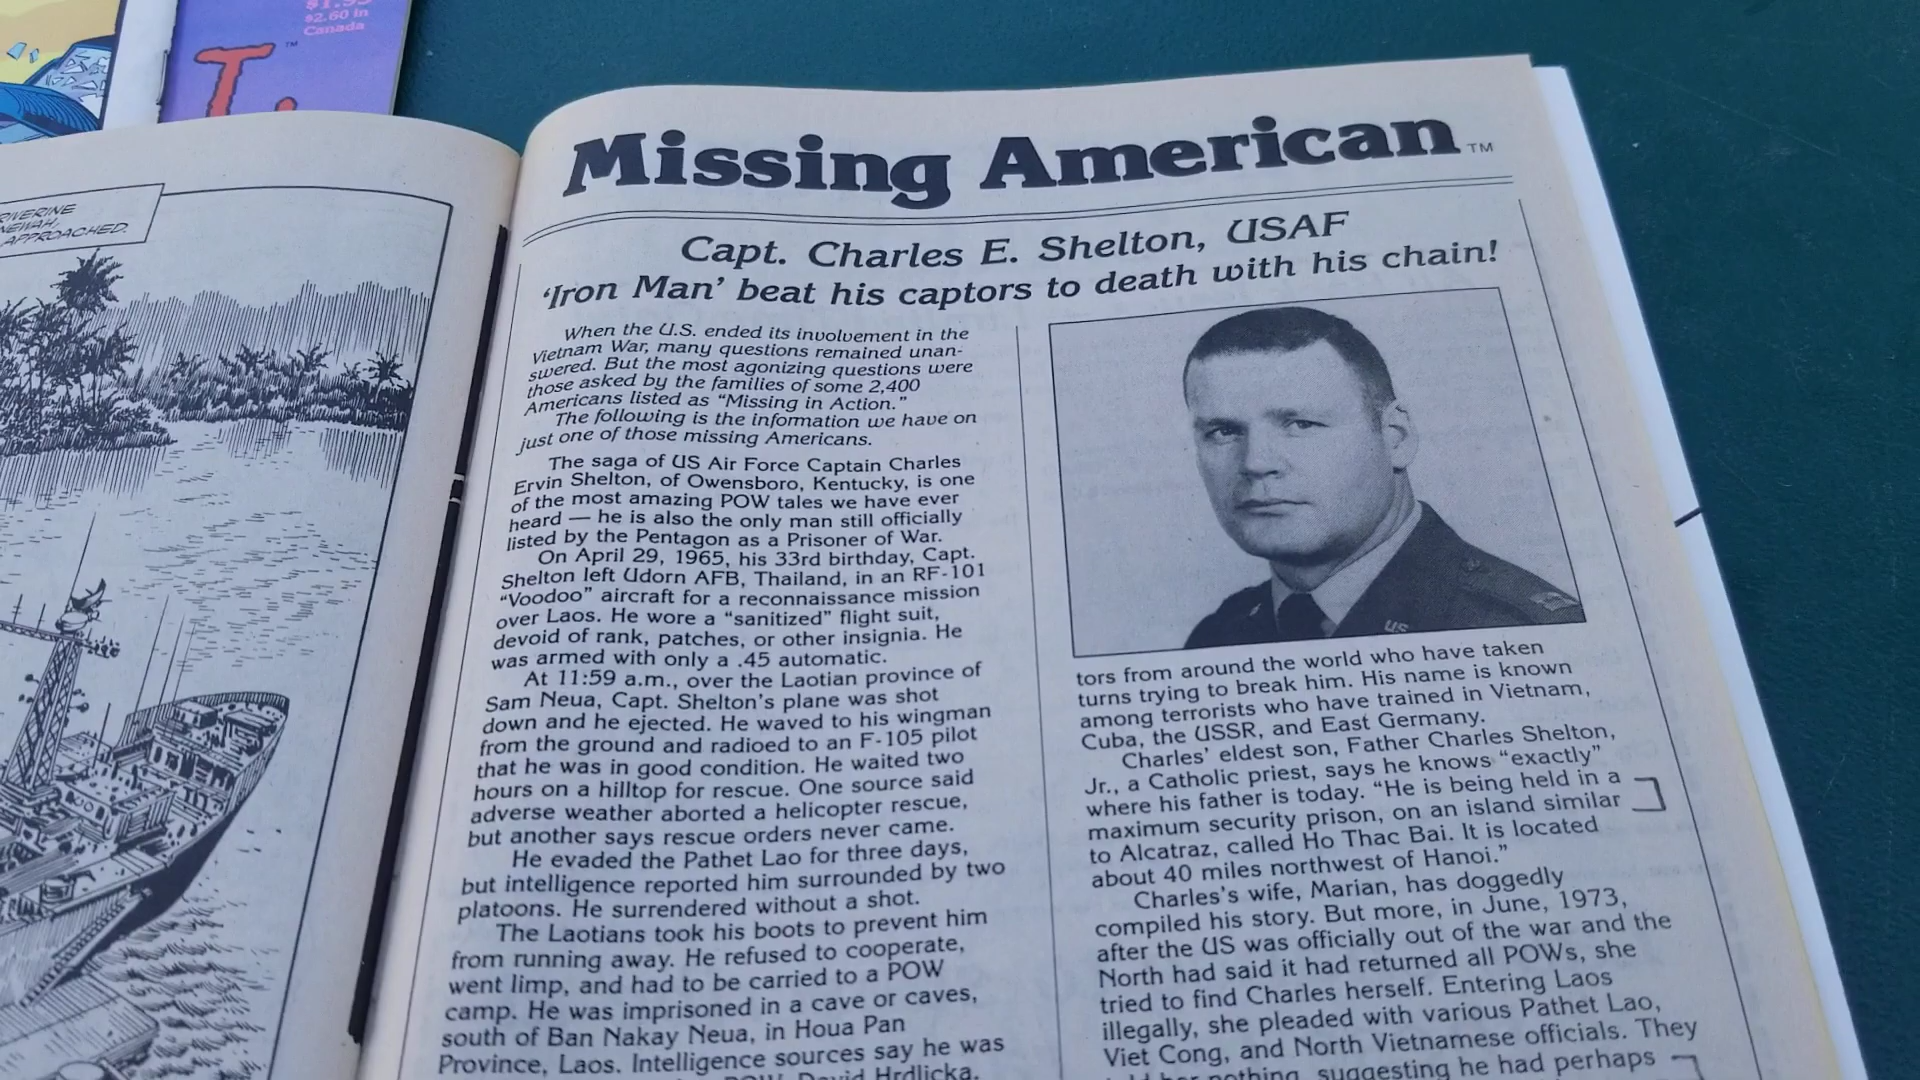 $1.95
$2.60 in
Canada
T.™
RIVERINE
NEWAH,
APPROACHED.
Missing American™
Capt. Charles E. Shelton, USAF
‘Iron Man’ beat his captors to death with his chain!
When the U.S. ended its involvement in the
Vietnam War, many questions remained unan-
swered. But the most agonizing questions were
those asked by the families of some 2,400
Americans listed as “Missing in Action.”
The following is the information we have on
just one of those missing Americans.
The saga of US Air Force Captain Charles
Ervin Shelton, of Owensboro, Kentucky, is one
of the most amazing POW tales we have ever
heard — he is also the only man still officially
listed by the Pentagon as a Prisoner of War.
On April 29, 1965, his 33rd birthday, Capt.
Shelton left Udorn AFB, Thailand, in an RF-101
“Voodoo” aircraft for a reconnaissance mission
over Laos. He wore a “sanitized” flight suit,
devoid of rank, patches, or other insignia. He
was armed with only a .45 automatic.
At 11:59 a.m., over the Laotian province of
Sam Neua, Capt. Shelton’s plane was shot
down and he ejected. He waved to his wingman
from the ground and radioed to an F-105 pilot
that he was in good condition. He waited two
hours on a hilltop for rescue. One source said
adverse weather aborted a helicopter rescue,
but another says rescue orders never came.
He evaded the Pathet Lao for three days,
but intelligence reported him surrounded by two
platoons. He surrendered without a shot.
The Laotians took his boots to prevent him
from running away. He refused to cooperate,
went limp, and had to be carried to a POW
camp. He was imprisoned in a cave or caves,
south of Ban Nakay Neua, in Houa Pan
Province, Laos. Intelligence sources say he was
POW, David Hrdlicka,
US
tors from around the world who have taken
turns trying to break him. His name is known
among terrorists who have trained in Vietnam,
Cuba, the USSR, and East Germany.
Charles’ eldest son, Father Charles Shelton,
Jr., a Catholic priest, says he knows “exactly”
where his father is today. “He is being held in a
maximum security prison, on an island similar
to Alcatraz, called Ho Thac Bai. It is located
about 40 miles northwest of Hanoi.”
Charles’s wife, Marian, has doggedly
compiled his story. But more, in June, 1973,
after the US was officially out of the war and the
North had said it had returned all POWs, she
tried to find Charles herself. Entering Laos
illegally, she pleaded with various Pathet Lao,
Viet Cong, and North Vietnamese officials. They
told her nothing, suggesting he had perhaps